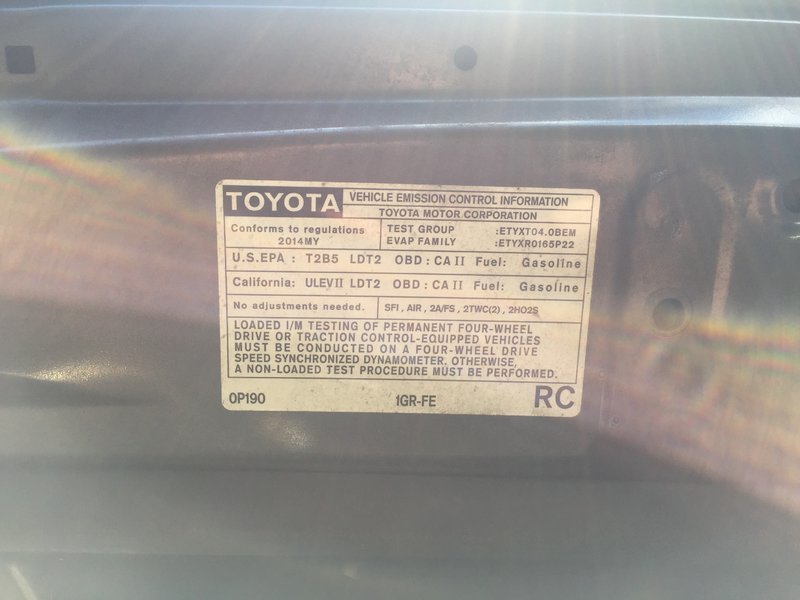 TOYOTA VEHICLE EMISSION CONTROL INFORMATION
TOYOTA MOTOR CORPORATION
Conforms to regulations
2014MY
TEST GROUP :ETYXT04.0BEM
EVAP FAMILY :ETYXR0165P22
U.S.EPA : T2B5 LDT2 OBD : CA II Fuel: Gasoline
California: ULEVII LDT2 OBD : CA II Fuel: Gasoline
No adjustments needed. SFI , AIR , 2A/FS , 2TWC(2) , 2HO2S
LOADED I/M TESTING OF PERMANENT FOUR-WHEEL
DRIVE OR TRACTION CONTROL-EQUIPPED VEHICLES
MUST BE CONDUCTED ON A FOUR-WHEEL DRIVE
SPEED SYNCHRONIZED DYNAMOMETER. OTHERWISE,
A NON-LOADED TEST PROCEDURE MUST BE PERFORMED.
0P190 1GR-FE RC